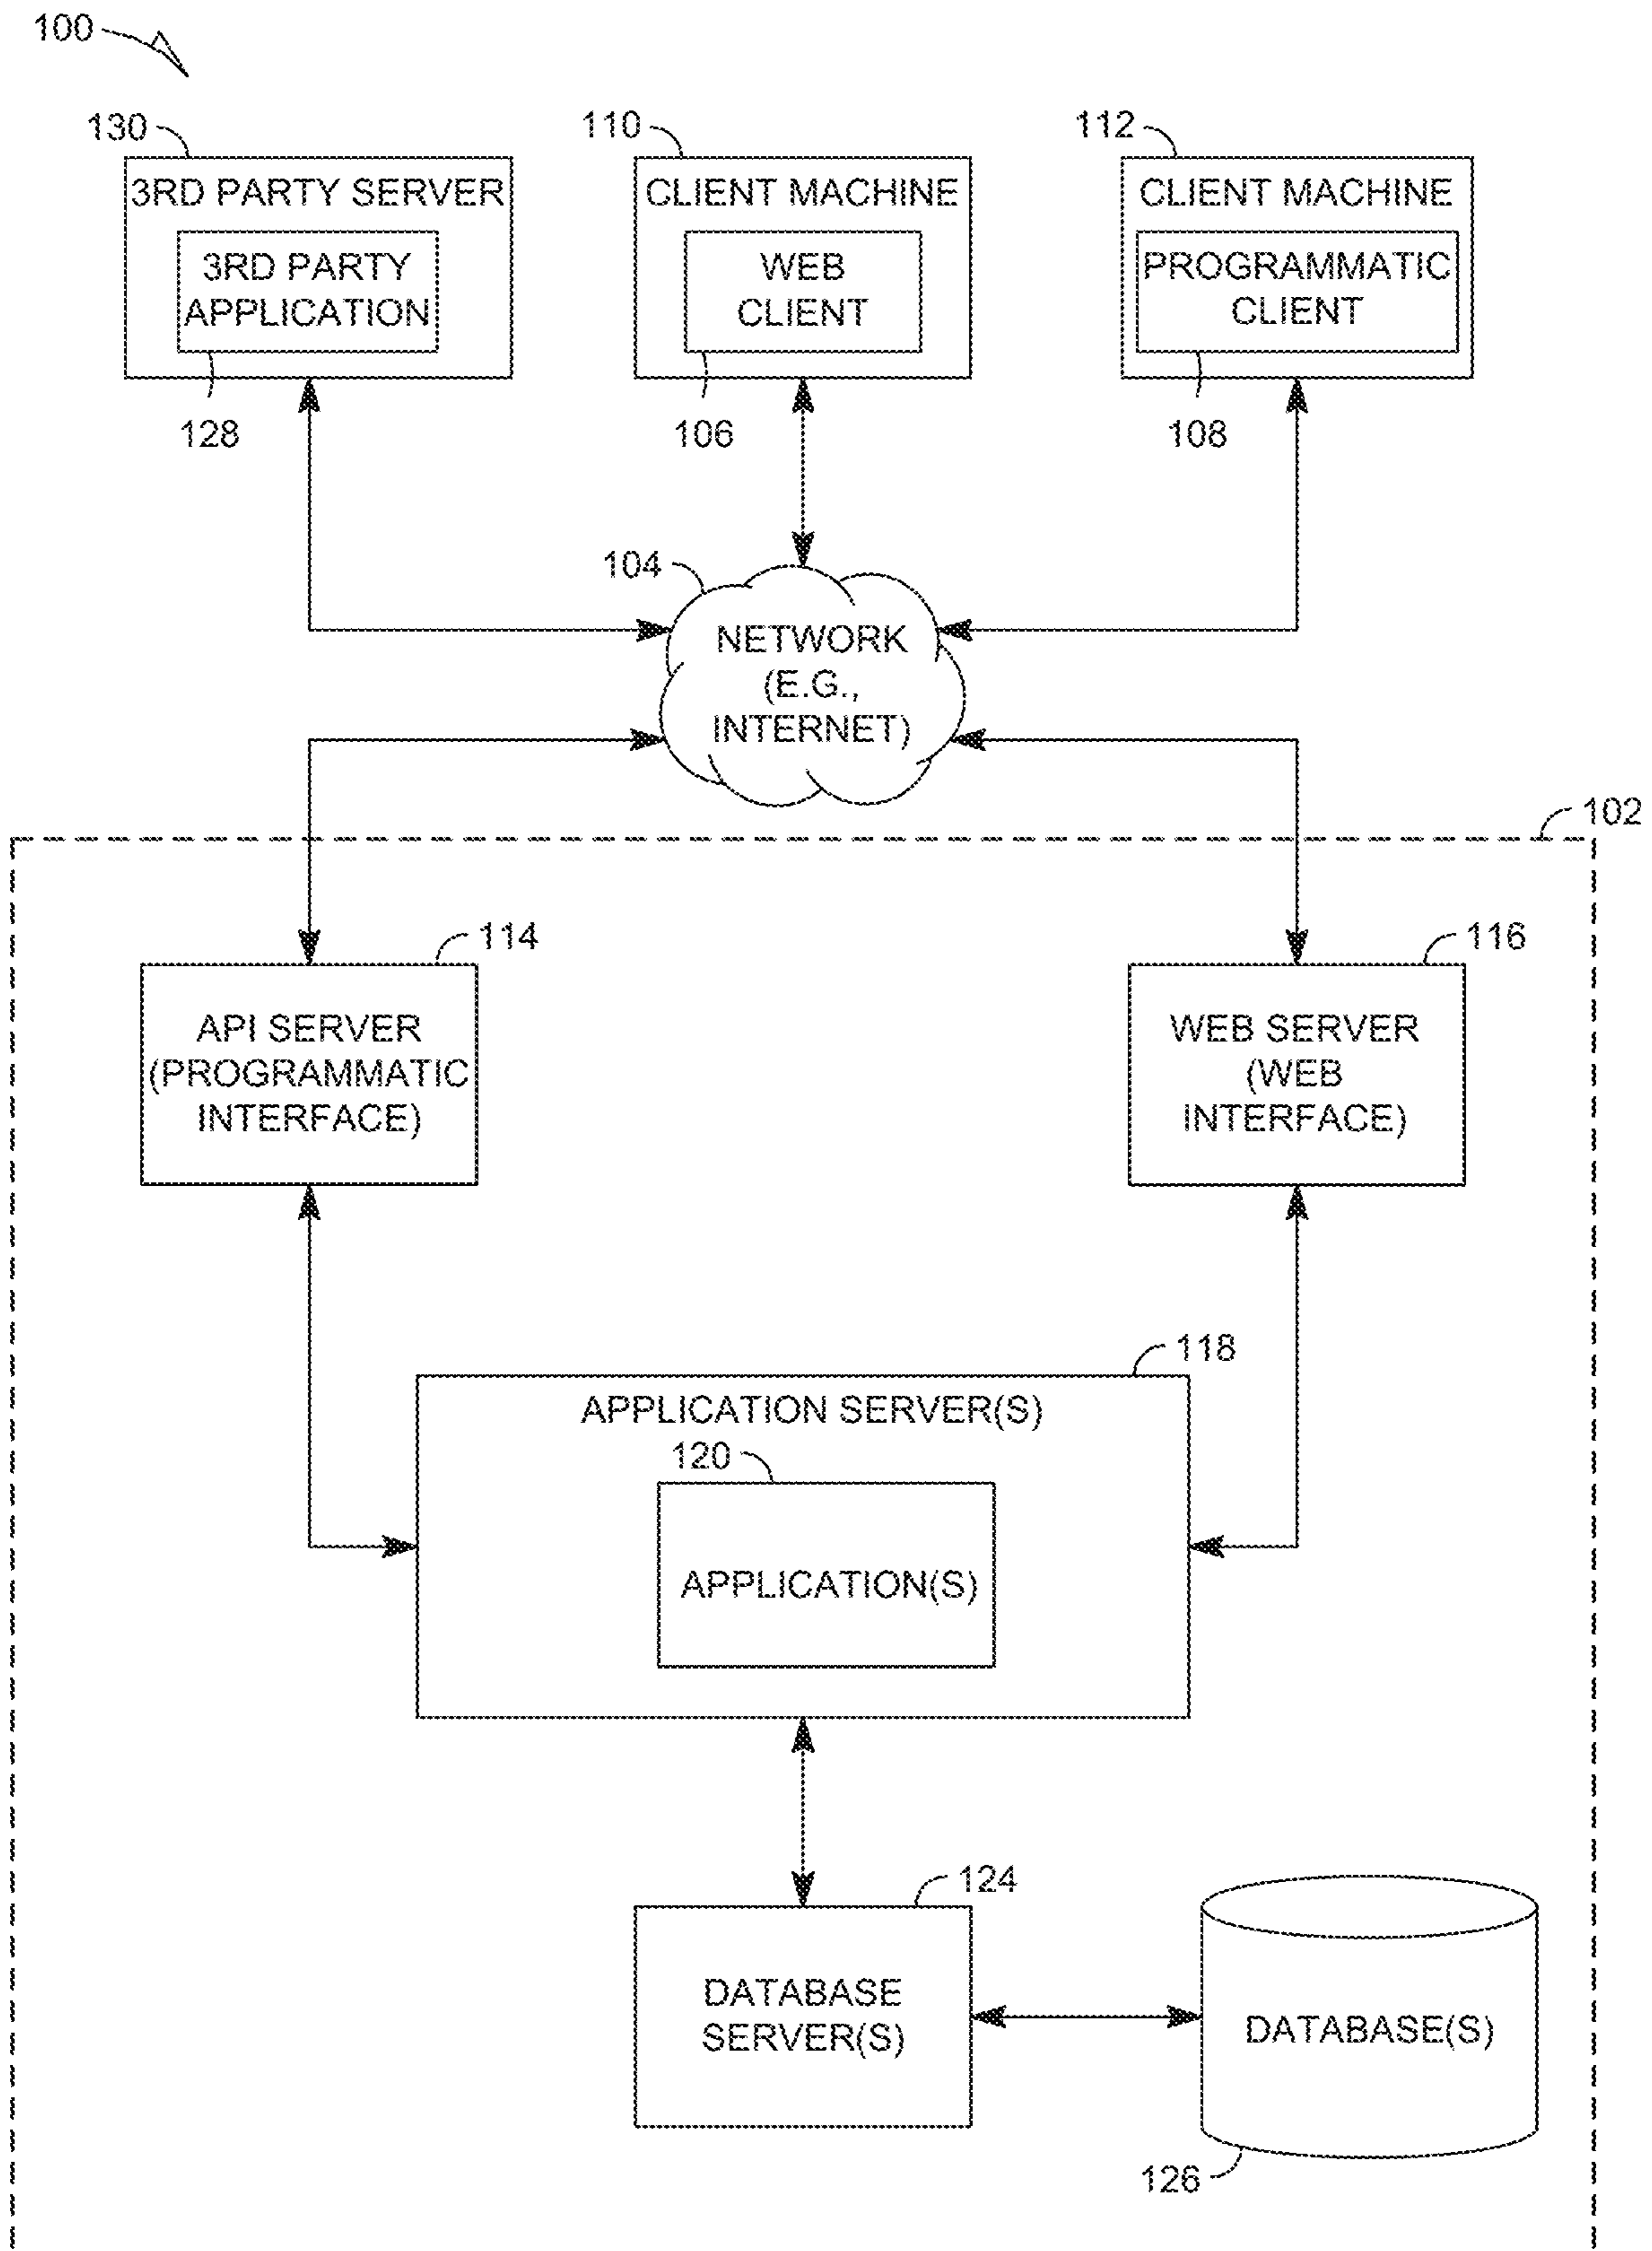 100
130
110
112
3RD PARTY SERVER
CLIENT MACHINE
CLIENT MACHINE
3RD PARTY
APPLICATION
WEB
CLIENT
PROGRAMMATIC
CLIENT
128
106
108
104
NETWORK
(E.G.,
INTERNET)
102
114
116
API SERVER
(PROGRAMMATIC
INTERFACE)
WEB SERVER
(WEB
INTERFACE)
118
APPLICATION SERVER(S)
120
APPLICATION(S)
124
DATABASE
SERVER(S)
DATABASE(S)
126